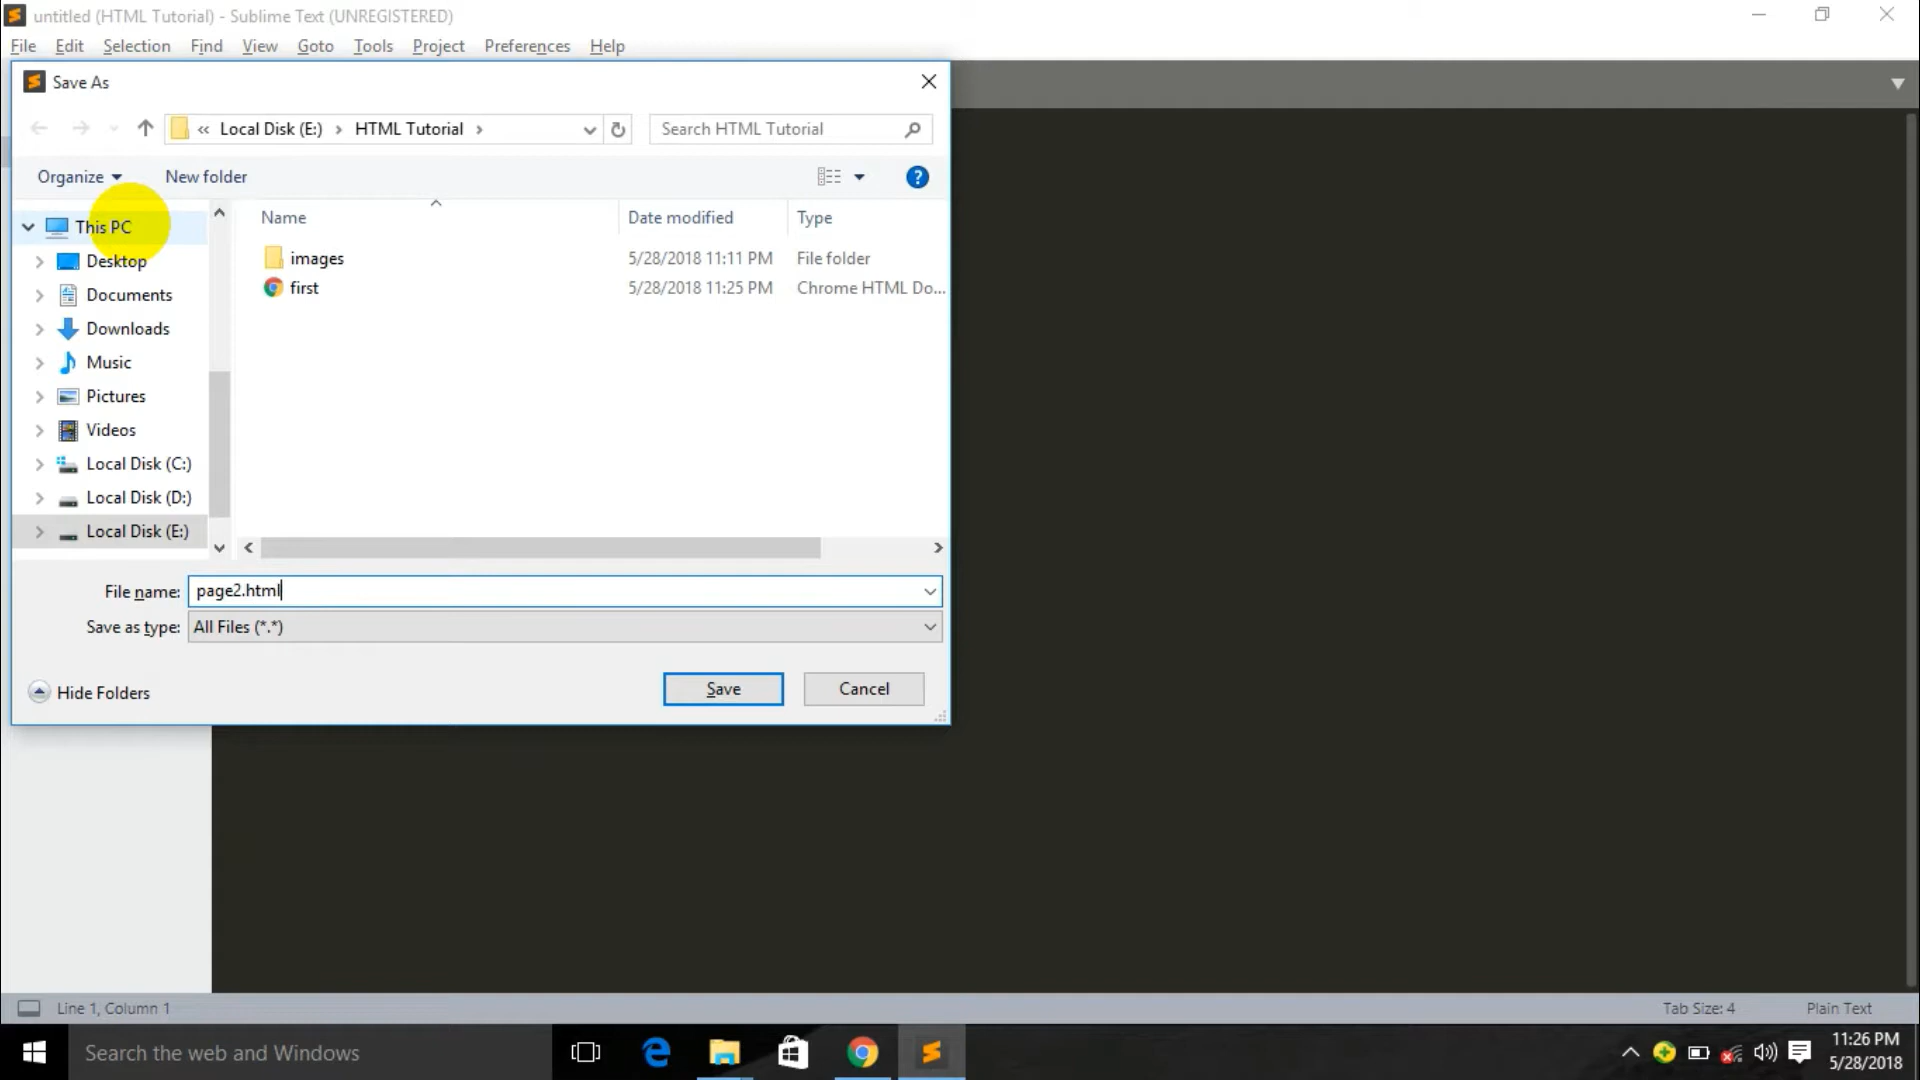 untitled (HTML Tutorial) - Sublime Text (UNREGISTERED)
File Edit Selection Find View Goto Tools Project Preferences Help
Save As
« Local Disk (E:) › HTML Tutorial ›
Search HTML Tutorial
Organize
New folder
?
Name Date modified Type
This PC
Desktop
Documents
Downloads
Music
Pictures
Videos
Local Disk (C:)
Local Disk (D:)
Local Disk (E:)
images 5/28/2018 11:11 PM File folder
first 5/28/2018 11:25 PM Chrome HTML Do...
File name: page2.html
Save as type: All Files (*.*)
Hide Folders
Save
Cancel
Line 1, Column 1
Tab Size: 4
Plain Text
Search the web and Windows
11:26 PM
5/28/2018